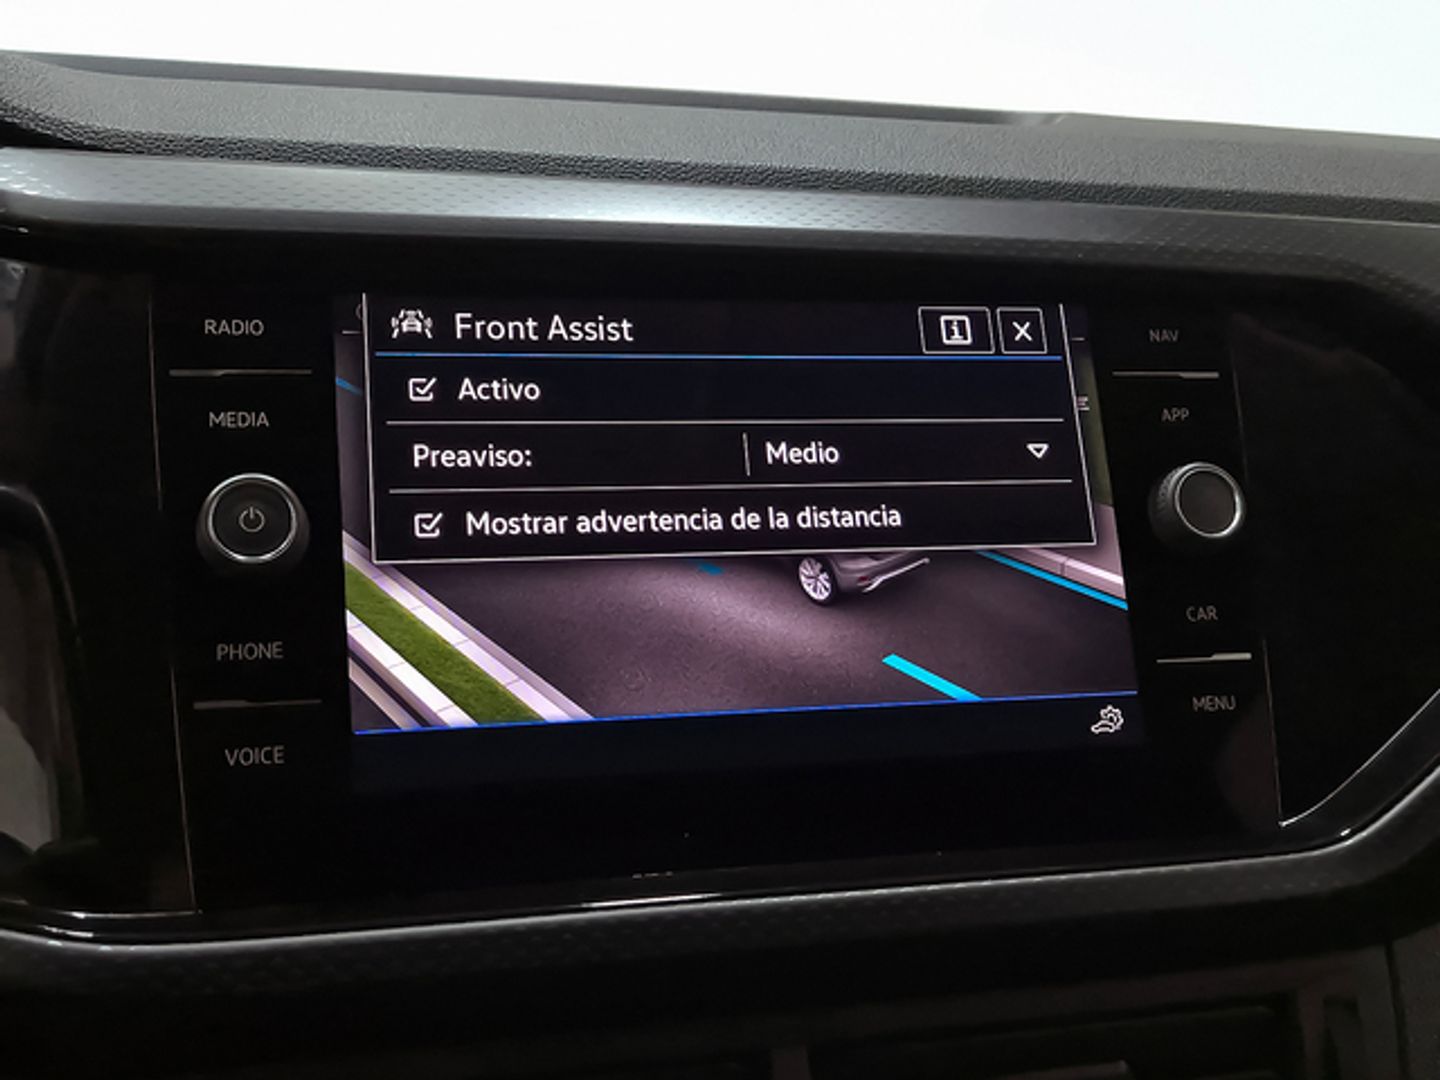 RADIO
MEDIA
PHONE
VOICE
Front Assist
i
X
Activo
Preaviso:
Medio
Mostrar advertencia de la distancia
NAV
APP
CAR
MENU